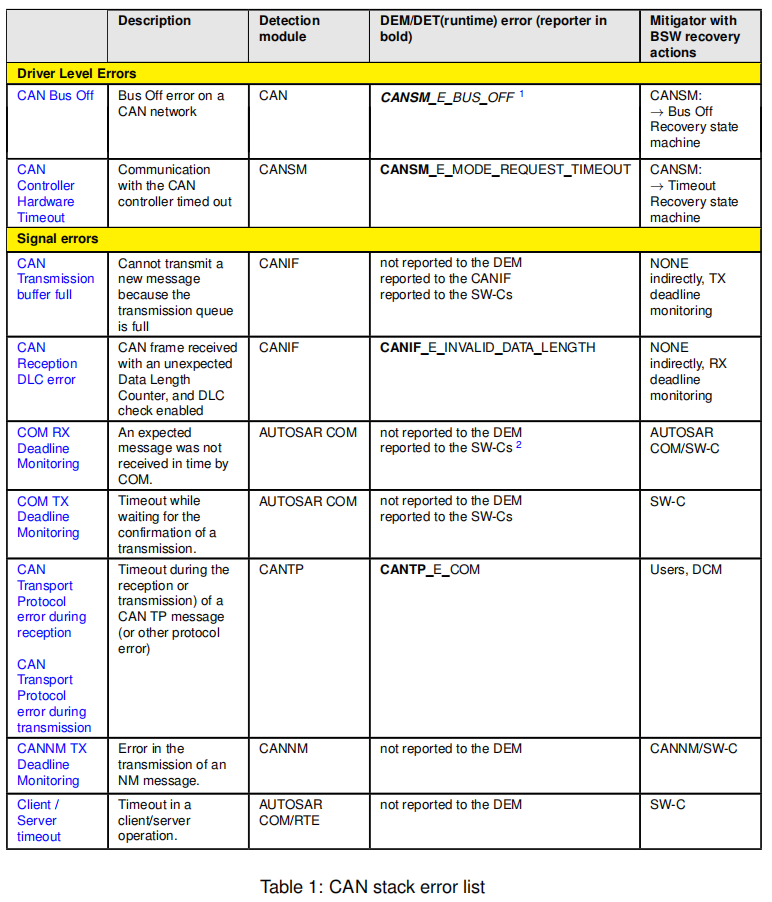 Description
Detection
module
DEM/DET(runtime) error (reporter in
bold)
Mitigator with
BSW recovery
actions
Driver Level Errors
CAN Bus Off
Bus Off error on a
CAN network
CAN
CANSM_E_BUS_OFF 1
CANSM:
→ Bus Off
Recovery state
machine
CAN
Controller
Hardware
Timeout
Communication
with the CAN
controller timed out
CANSM
CANSM_E_MODE_REQUEST_TIMEOUT
CANSM:
→ Timeout
Recovery state
machine
Signal errors
CAN
Transmission
buffer full
Cannot transmit a
new message
because the
transmission queue
is full
CANIF
not reported to the DEM
reported to the CANIF
reported to the SW-Cs
NONE
indirectly, TX
deadline
monitoring
CAN
Reception
DLC error
CAN frame received
with an unexpected
Data Length
Counter, and DLC
check enabled
CANIF
CANIF_E_INVALID_DATA_LENGTH
NONE
indirectly, RX
deadline
monitoring
COM RX
Deadline
Monitoring
An expected
message was not
received in time by
COM.
AUTOSAR COM
not reported to the DEM
reported to the SW-Cs 2
AUTOSAR
COM/SW-C
COM TX
Deadline
Monitoring
Timeout while
waiting for the
confirmation of a
transmission.
AUTOSAR COM
not reported to the DEM
reported to the SW-Cs
SW-C
CAN
Transport
Protocol
error during
reception
CAN
Transport
Protocol
error during
transmission
Timeout during the
reception or
transmission) of a
CAN TP message
(or other protocol
error)
CANTP
CANTP_E_COM
Users, DCM
CANNM TX
Deadline
Monitoring
Error in the
transmission of an
NM message.
CANNM
not reported to the DEM
CANNM/SW-C
Client /
Server
timeout
Timeout in a
client/server
operation.
AUTOSAR
COM/RTE
not reported to the DEM
SW-C
Table 1: CAN stack error list